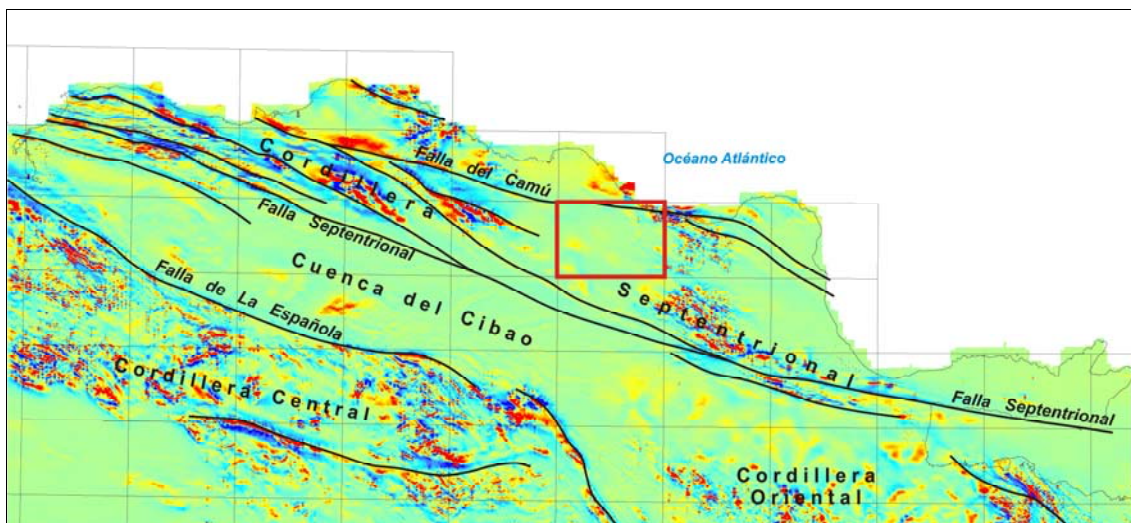 Océano Atlántico
Falla del Camú
Cordillera
Septentrional
Falla Septentrional
Cuenca del Cibao
Falla de La Española
Cordillera Central
Falla Septentrional
Cordillera
Oriental